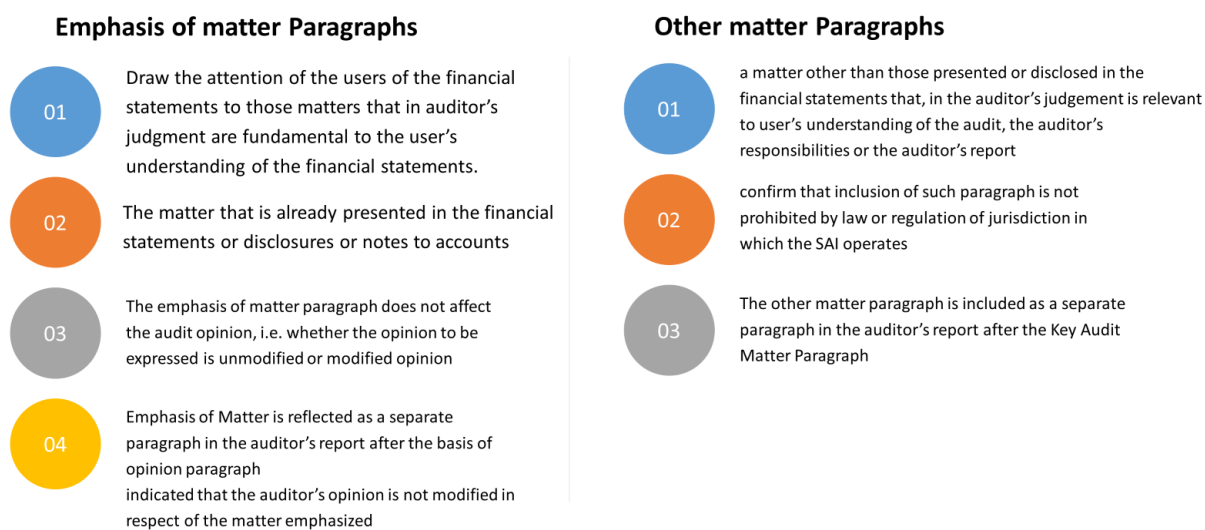 Emphasis of matter Paragraphs
01
Draw the attention of the users of the financial
statements to those matters that in auditor's
judgment are fundamental to the user's
understanding of the financial statements.
02
The matter that is already presented in the financial
statements or disclosures or notes to accounts
03
The emphasis of matter paragraph does not affect
the audit opinion, i.e. whether the opinion to be
expressed is unmodified or modified opinion
04
Emphasis of Matter is reflected as a separate
paragraph in the auditor's report after the basis of
opinion paragraph
indicated that the auditor's opinion is not modified in
respect of the matter emphasized
Other matter Paragraphs
01
a matter other than those presented or disclosed in the
financial statements that, in the auditor's judgement is relevant
to user's understanding of the audit, the auditor's
responsibilities or the auditor's report
02
confirm that inclusion of such paragraph is not
prohibited by law or regulation of jurisdiction in
which the SAI operates
03
The other matter paragraph is included as a separate
paragraph in the auditor's report after the Key Audit
Matter Paragraph